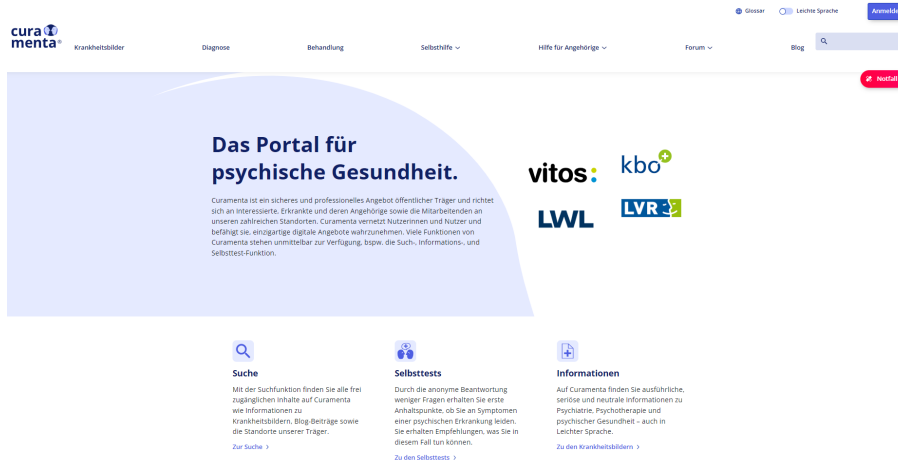 Glossar Leichte Sprache Anmelde
cura
menta®
Krankheitsbilder Diagnose Behandlung Selbsthilfe Hilfe für Angehörige Forum Blog
Notfall
Das Portal für
psychische Gesundheit.
Curamenta ist ein sicheres und professionelles Angebot öffentlicher Träger und richtet
sich an Interessierte, Erkrankte und deren Angehörige sowie die Mitarbeitenden an
unseren zahlreichen Standorten. Curamenta vernetzt Nutzerinnen und Nutzer und
befähigt sie, einzigartige digitale Angebote wahrzunehmen. Viele Funktionen von
Curamenta stehen unmittelbar zur Verfügung, bspw. die Such-, Informations-, und
Selbsttest-Funktion.
vitos:
kbo
LWL
LVR
Suche
Mit der Suchfunktion finden Sie alle frei
zugänglichen Inhalte auf Curamenta
wie Informationen zu
Krankheitsbildern, Blog-Beiträge sowie
die Standorte unserer Träger.
Zur Suche
Selbsttests
Durch die anonyme Beantwortung
weniger Fragen erhalten Sie erste
Anhaltspunkte, ob Sie an Symptomen
einer psychischen Erkrankung leiden.
Sie erhalten Empfehlungen, was Sie in
diesem Fall tun können.
Zu den Selbsttests
Informationen
Auf Curamenta finden Sie ausführliche,
seriöse und neutrale Informationen zu
Psychiatrie, Psychotherapie und
psychischer Gesundheit – auch in
Leichter Sprache.
Zu den Krankheitsbildern